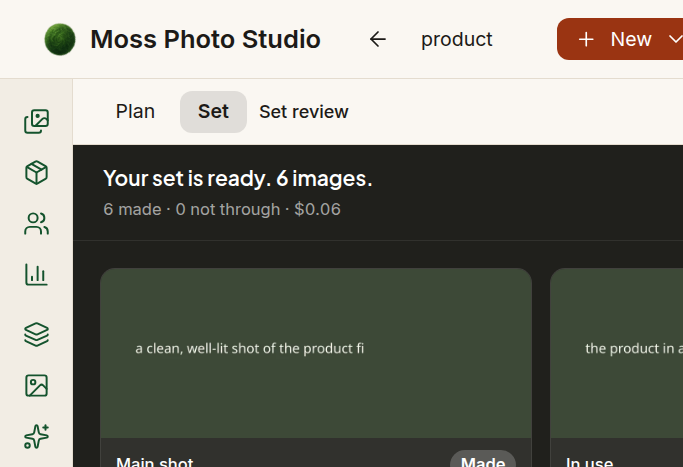 Moss Photo Studio
product
New
Plan
Set
Set review
Your set is ready. 6 images.
6 made · 0 not through · $0.06
a clean, well-lit shot of the product fi
the product in a
Main shot
Made
In use